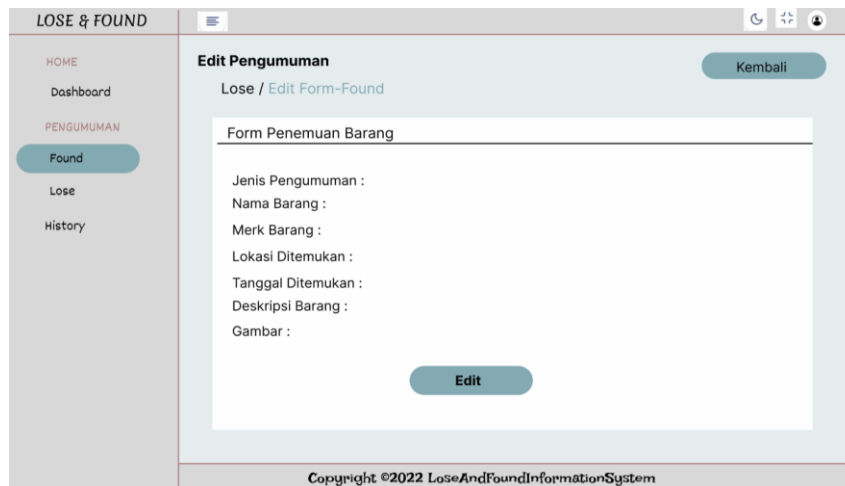 LOSE & FOUND
HOME
Dashboard
PENGUMUMAN
Found
Lose
History
Edit Pengumuman
Kembali
Lose / Edit Form-Found
Form Penemuan Barang
Jenis Pengumuman :
Nama Barang :
Merk Barang :
Lokasi Ditemukan :
Tanggal Ditemukan :
Deskripsi Barang :
Gambar :
Edit
Copyright ©2022 LoseAndFoundInformationSystem